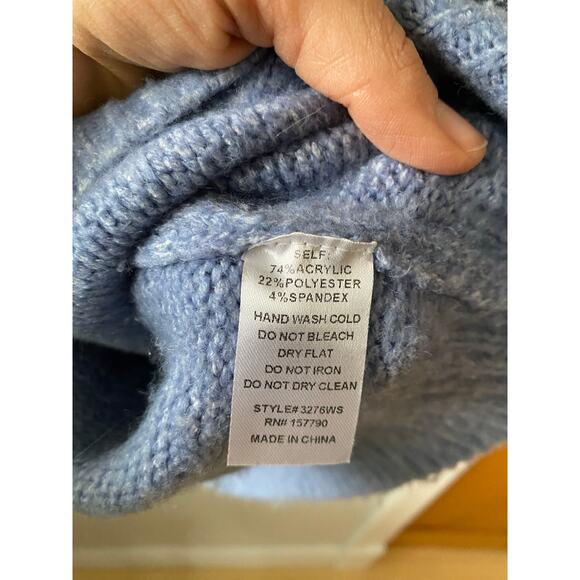 SELF:
74%ACRYLIC
22%POLYESTER
4%SPANDEX
HAND WASH COLD
DO NOT BLEACH
DRY FLAT
DO NOT IRON
DO NOT DRY CLEAN
STYLE# 3276WS
RN# 157790
MADE IN CHINA